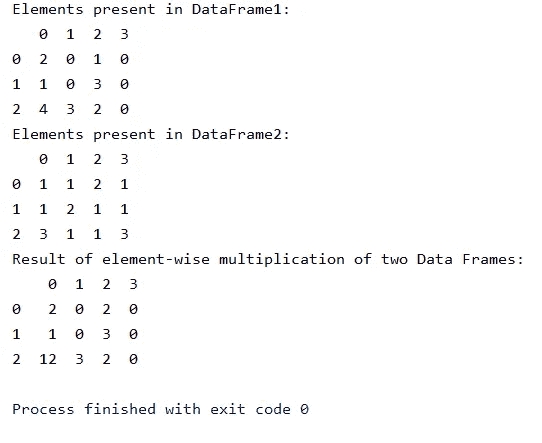 Elements present in DataFrame1:
   0  1  2  3
0  2  0  1  0
1  1  0  3  0
2  4  3  2  0
Elements present in DataFrame2:
   0  1  2  3
0  1  1  2  1
1  1  2  1  1
2  3  1  1  3
Result of element-wise multiplication of two Data Frames:
    0  1  2  3
0   2  0  2  0
1   1  0  3  0
2  12  3  2  0
Process finished with exit code 0